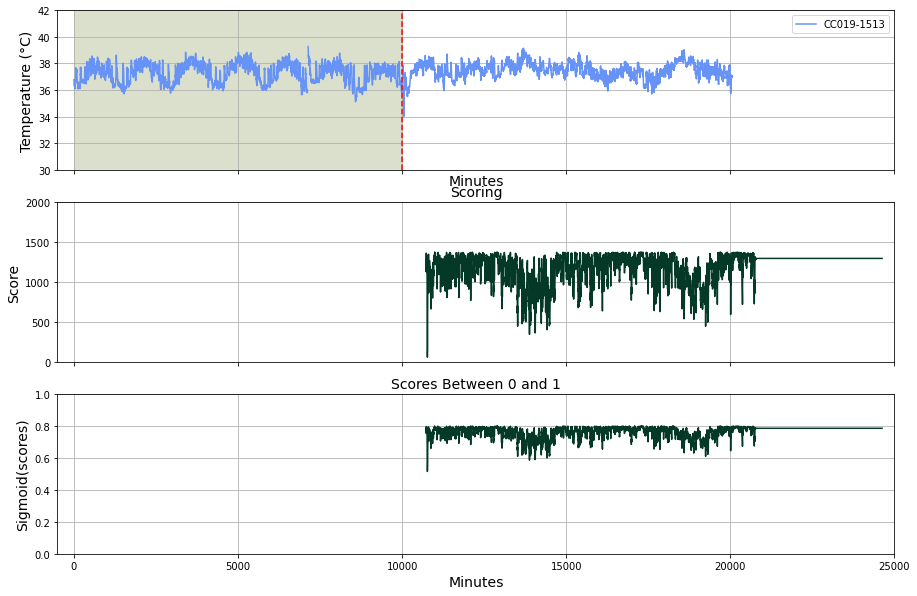 42
40
38
36
34
32
30
Temperature (°C)
CC019-1513
Minutes
Scoring
2000
1500
1000
500
0
Score
Scores Between 0 and 1
1.0
0.8
0.6
0.4
0.2
0.0
Sigmoid(scores)
0 5000 10000 15000 20000 25000
Minutes